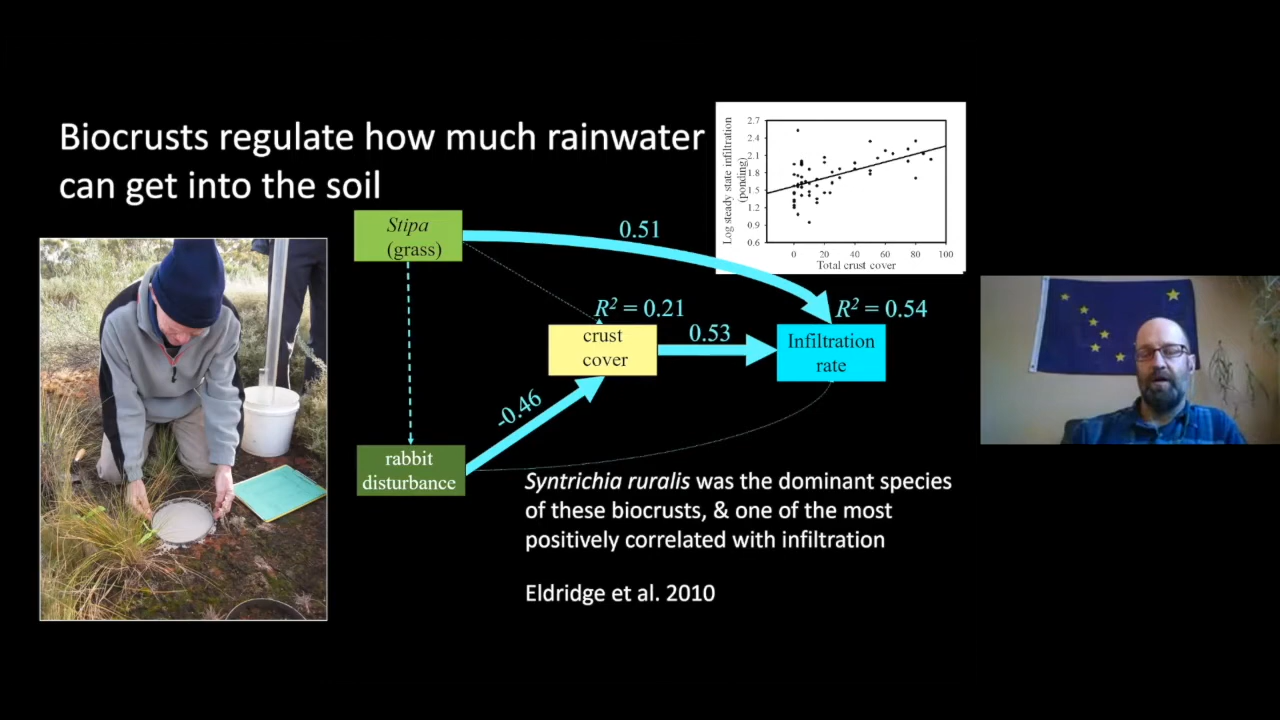 Biocrusts regulate how much rainwater
can get into the soil
Log steady state infiltration
(ponding)
2.7
2.4
2.1
1.8
1.5
1.2
0.9
0.6
0 20 40 60 80 100
Total crust cover
Stipa
(grass)
0.51
R² = 0.21
R² = 0.54
crust
cover
0.53
Infiltration
rate
-0.46
rabbit
disturbance
Syntrichia ruralis was the dominant species
of these biocrusts, & one of the most
positively correlated with infiltration
Eldridge et al. 2010